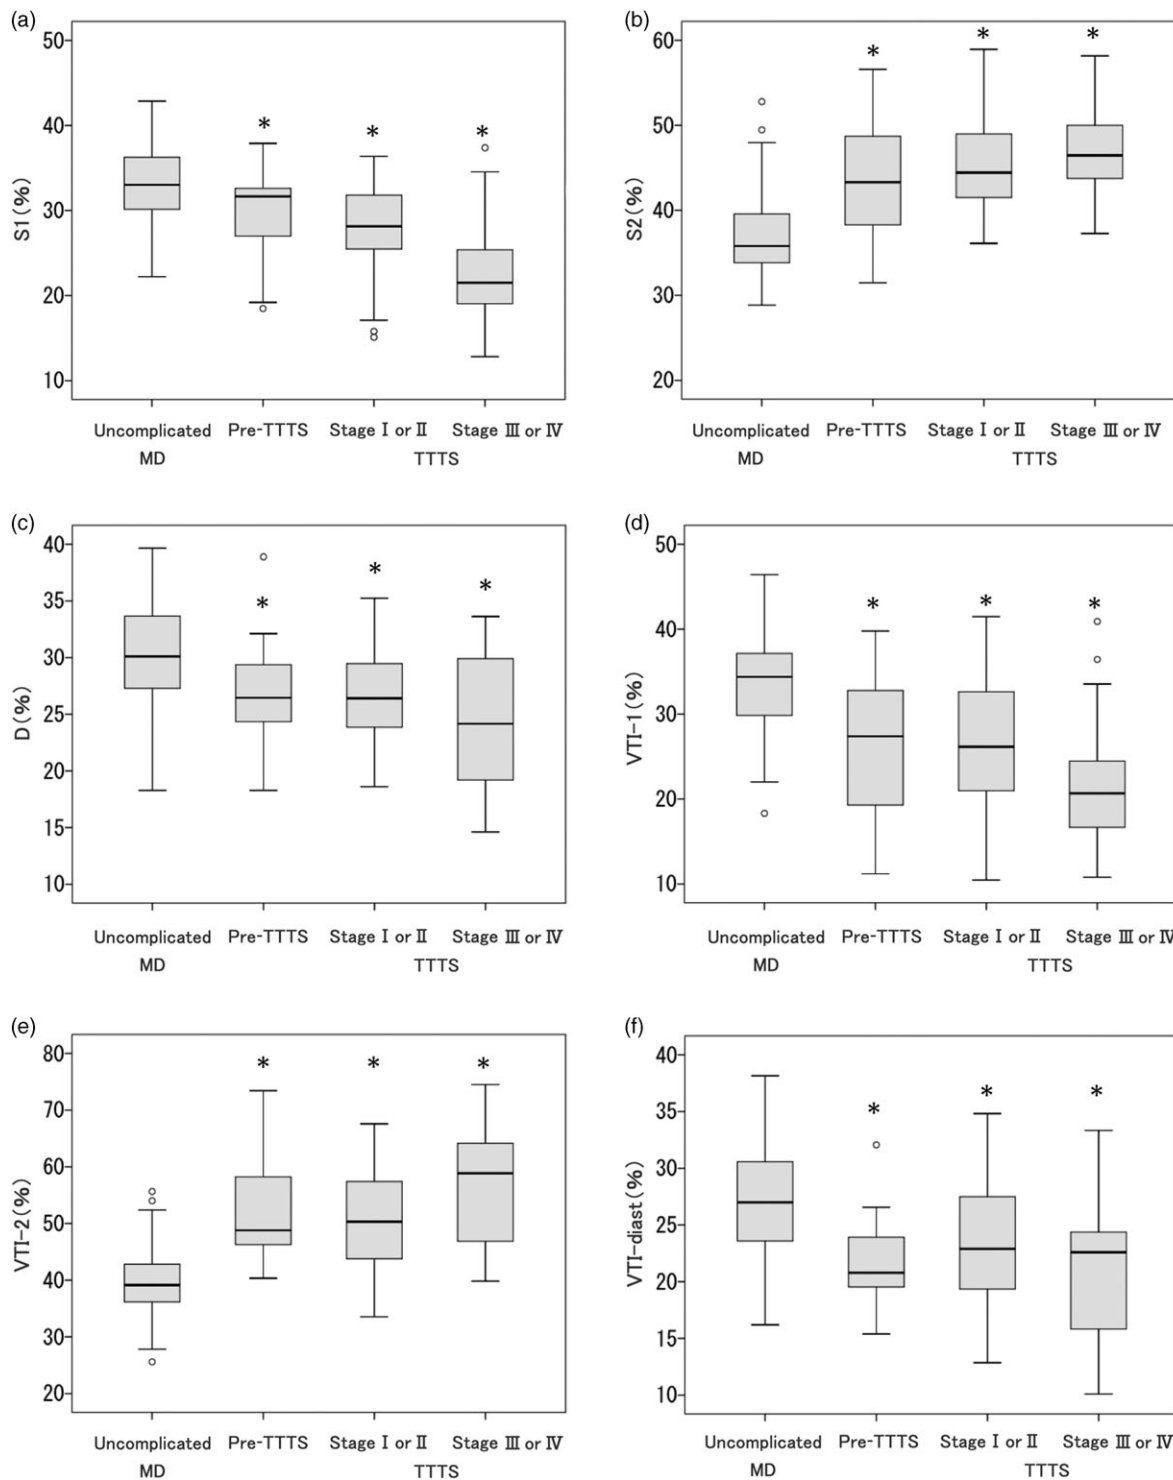 (a)
50
40
30
20
10
S1(%)
*
*
*
Uncomplicated Pre-TTTS Stage Ⅰ or Ⅱ Stage Ⅲ or Ⅳ
MD TTTS
(b)
60
50
40
30
20
S2(%)
*
*
*
Uncomplicated Pre-TTTS Stage Ⅰ or Ⅱ Stage Ⅲ or Ⅳ
MD TTTS
(c)
40
35
30
25
20
15
10
D(%)
*
*
*
Uncomplicated Pre-TTTS Stage Ⅰ or Ⅱ Stage Ⅲ or Ⅳ
MD TTTS
(d)
50
40
30
20
10
VTI-1(%)
*
*
*
Uncomplicated Pre-TTTS Stage Ⅰ or Ⅱ Stage Ⅲ or Ⅳ
MD TTTS
(e)
80
70
60
50
40
30
20
VTI-2(%)
*
*
*
Uncomplicated Pre-TTTS Stage Ⅰ or Ⅱ Stage Ⅲ or Ⅳ
MD TTTS
(f)
40
35
30
25
20
15
10
VTI-diast(%)
*
*
*
Uncomplicated Pre-TTTS Stage Ⅰ or Ⅱ Stage Ⅲ or Ⅳ
MD TTTS